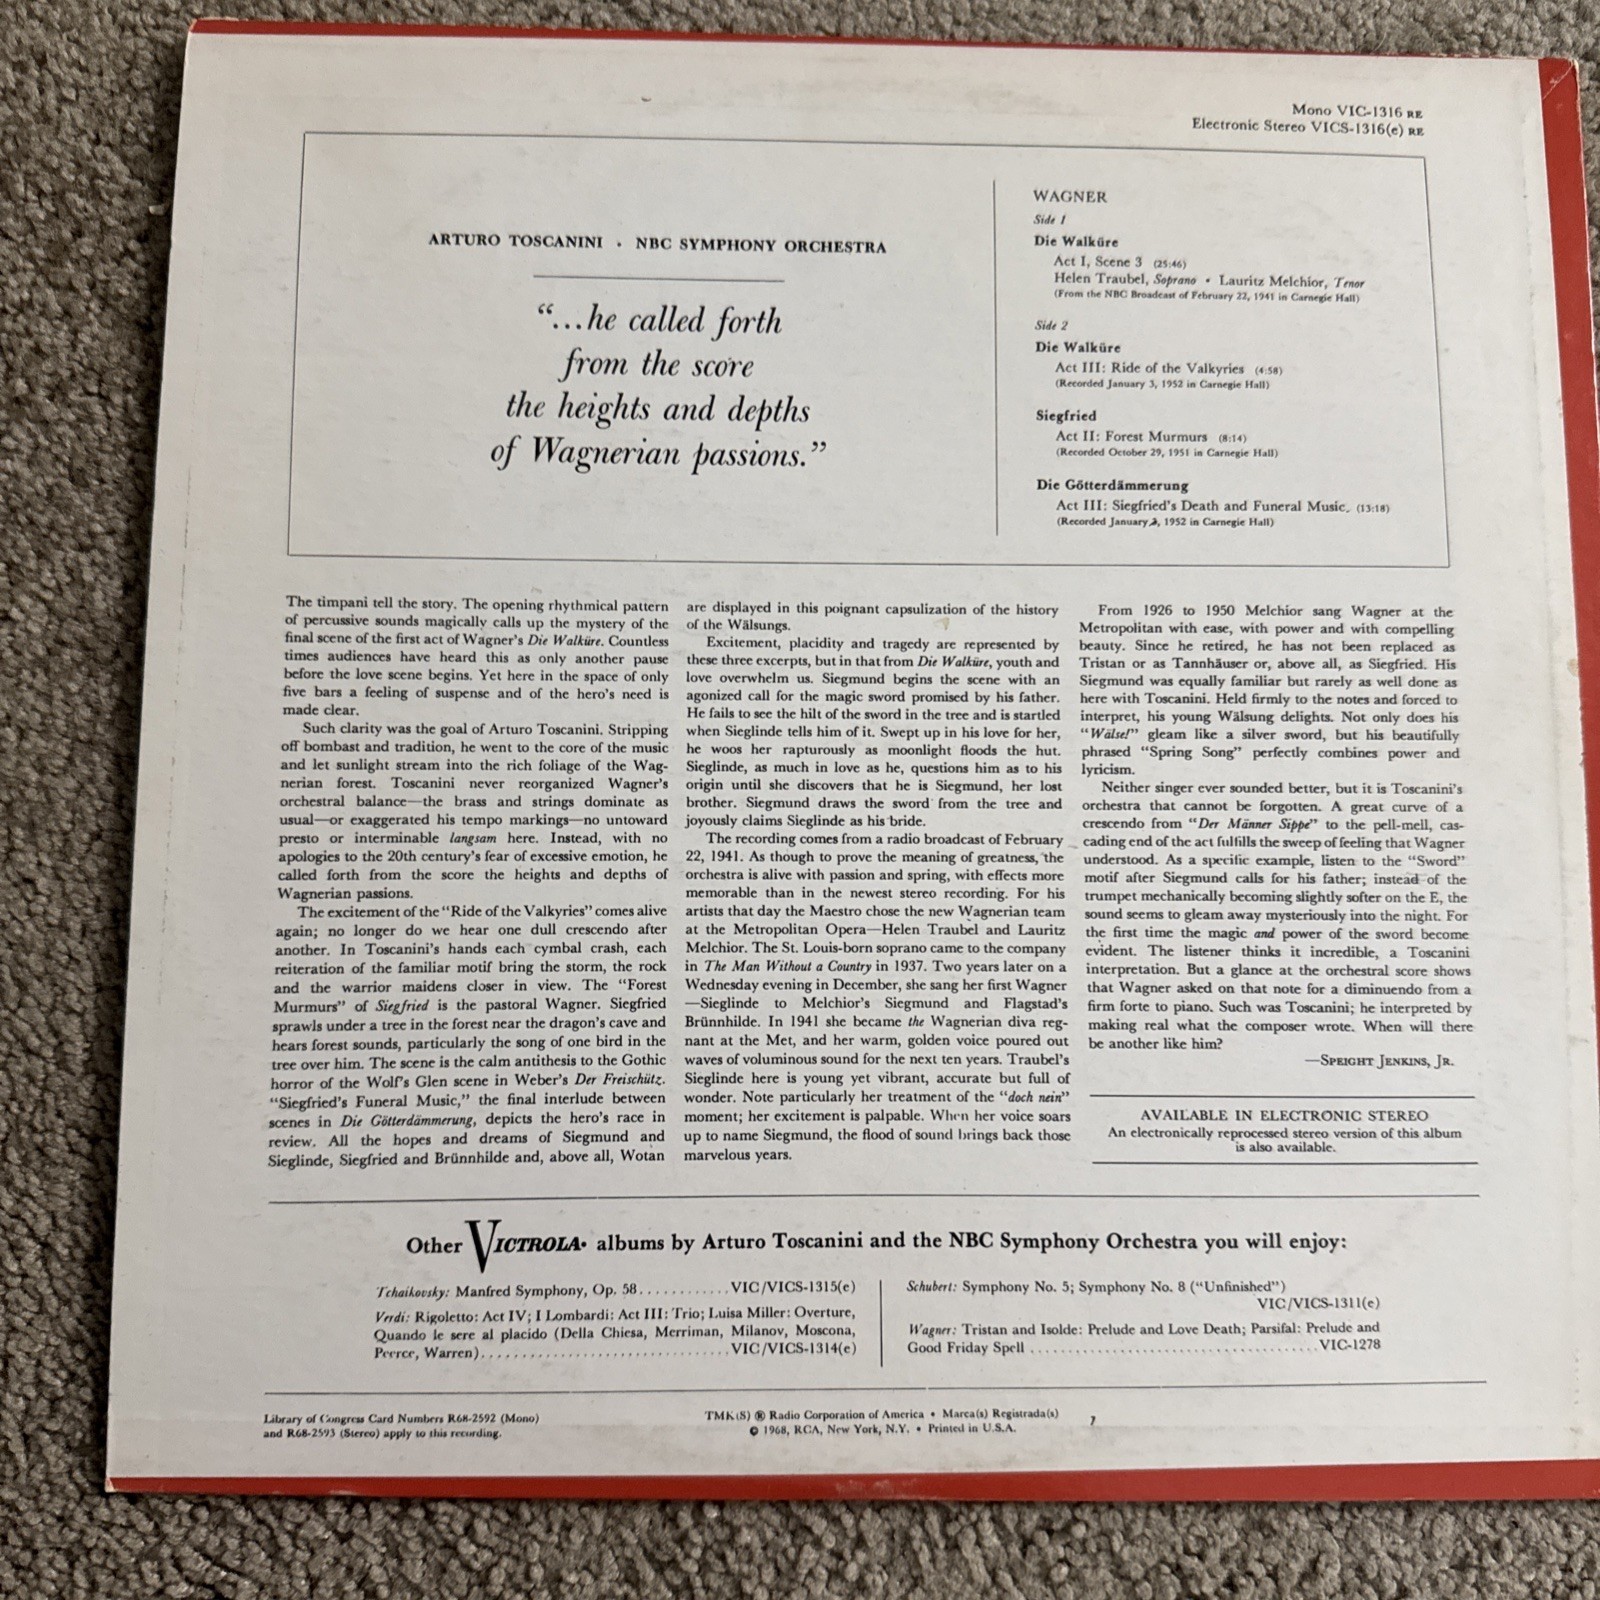 Mono VIC-1316 RE
Electronic Stereo VICS-1316(e) RE
ARTURO TOSCANINI • NBC SYMPHONY ORCHESTRA
“...he called forth
from the score
the heights and depths
of Wagnerian passions.”
WAGNER
Side 1
Die Walküre
Act I, Scene 3 (25:46)
Helen Traubel, Soprano • Lauritz Melchior, Tenor
(From the NBC Broadcast of February 22, 1941 in Carnegie Hall)
Side 2
Die Walküre
Act III: Ride of the Valkyries (4:58)
(Recorded January 3, 1952 in Carnegie Hall)
Siegfried
Act II: Forest Murmurs (8:14)
(Recorded October 29, 1951 in Carnegie Hall)
Die Götterdämmerung
Act III: Siegfried's Death and Funeral Music, (13:18)
(Recorded January 3, 1952 in Carnegie Hall)
The timpani tell the story. The opening rhythmical pattern
of percussive sounds magically calls up the mystery of the
final scene of the first act of Wagner's Die Walküre. Countless
times audiences have heard this as only another pause
before the love scene begins. Yet here in the space of only
five bars a feeling of suspense and of the hero's need is
made clear.
Such clarity was the goal of Arturo Toscanini. Stripping
off bombast and tradition, he went to the core of the music
and let sunlight stream into the rich foliage of the Wag-
nerian forest. Toscanini never reorganized Wagner's
orchestral balance—the brass and strings dominate as
usual—or exaggerated his tempo markings—no untoward
presto or interminable langsam here. Instead, with no
apologies to the 20th century's fear of excessive emotion, he
called forth from the score the heights and depths of
Wagnerian passions.
The excitement of the “Ride of the Valkyries” comes alive
again; no longer do we hear one dull crescendo after
another. In Toscanini's hands each cymbal crash, each
reiteration of the familiar motif bring the storm, the rock
and the warrior maidens closer in view. The “Forest
Murmurs” of Siegfried is the pastoral Wagner. Siegfried
sprawls under a tree in the forest near the dragon's cave and
hears forest sounds, particularly the song of one bird in the
tree over him. The scene is the calm antithesis to the Gothic
horror of the Wolf's Glen scene in Weber's Der Freischütz.
“Siegfried's Funeral Music,” the final interlude between
scenes in Die Götterdämmerung, depicts the hero's race in
review. All the hopes and dreams of Siegmund and
Sieglinde, Siegfried and Brünnhilde and, above all, Wotan
are displayed in this poignant capsulization of the history
of the Wälsungs.
Excitement, placidity and tragedy are represented by
these three excerpts, but in that from Die Walküre, youth and
love overwhelm us. Siegmund begins the scene with an
agonized call for the magic sword promised by his father.
He fails to see the hilt of the sword in the tree and is startled
when Sieglinde tells him of it. Swept up in his love for her,
he woos her rapturously as moonlight floods the hut.
Sieglinde, as much in love as he, questions him as to his
origin until she discovers that he is Siegmund, her lost
brother. Siegmund draws the sword from the tree and
joyously claims Sieglinde as his bride.
The recording comes from a radio broadcast of February
22, 1941. As though to prove the meaning of greatness, the
orchestra is alive with passion and spring, with effects more
memorable than in the newest stereo recording. For his
artists that day the Maestro chose the new Wagnerian team
at the Metropolitan Opera—Helen Traubel and Lauritz
Melchior. The St. Louis-born soprano came to the company
in The Man Without a Country in 1937. Two years later on a
Wednesday evening in December, she sang her first Wagner
—Sieglinde to Melchior's Siegmund and Flagstad's
Brünnhilde. In 1941 she became the Wagnerian diva reg-
nant at the Met, and her warm, golden voice poured out
waves of voluminous sound for the next ten years. Traubel's
Sieglinde here is young yet vibrant, accurate but full of
wonder. Note particularly her treatment of the “doch nein”
moment; her excitement is palpable. When her voice soars
up to name Siegmund, the flood of sound brings back those
marvelous years.
From 1926 to 1950 Melchior sang Wagner at the
Metropolitan with ease, with power and with compelling
beauty. Since he retired, he has not been replaced as
Tristan or as Tannhäuser or, above all, as Siegfried. His
Siegmund was equally familiar but rarely as well done as
here with Toscanini. Held firmly to the notes and forced to
interpret, his young Wälsung delights. Not only does his
“Wälse!” gleam like a silver sword, but his beautifully
phrased “Spring Song” perfectly combines power and
lyricism.
Neither singer ever sounded better, but it is Toscanini's
orchestra that cannot be forgotten. A great curve of a
crescendo from “Der Männer Sippe” to the pell-mell, cas-
cading end of the act fulfills the sweep of feeling that Wagner
understood. As a specific example, listen to the “Sword”
motif after Siegmund calls for his father; instead of the
trumpet mechanically becoming slightly softer on the E, the
sound seems to gleam away mysteriously into the night. For
the first time the magic and power of the sword become
evident. The listener thinks it incredible, a Toscanini
interpretation. But a glance at the orchestral score shows
that Wagner asked on that note for a diminuendo from a
firm forte to piano. Such was Toscanini; he interpreted by
making real what the composer wrote. When will there
be another like him?
—SPEIGHT JENKINS, JR.
AVAILABLE IN ELECTRONIC STEREO
An electronically reprocessed stereo version of this album
is also available.
Other VICTROLA• albums by Arturo Toscanini and the NBC Symphony Orchestra you will enjoy:
Tchaikovsky: Manfred Symphony, Op. 58............VIC/VICS-1315(e)
Verdi: Rigoletto: Act IV; I Lombardi: Act III: Trio; Luisa Miller: Overture,
Quando le sere al placido (Della Chiesa, Merriman, Milanov, Moscona,
Peerce, Warren)................................VIC/VICS-1314(e)
Schubert: Symphony No. 5; Symphony No. 8 (“Unfinished”)
VIC/VICS-1311(e)
Wagner: Tristan and Isolde: Prelude and Love Death; Parsifal: Prelude and
Good Friday Spell ......................................VIC-1278
Library of Congress Card Numbers R68-2592 (Mono)
and R68-2593 (Stereo) apply to this recording.
TMK(S) ® Radio Corporation of America • Marca(s) Registrada(s)
© 1968, RCA, New York, N.Y. • Printed in U.S.A.
7